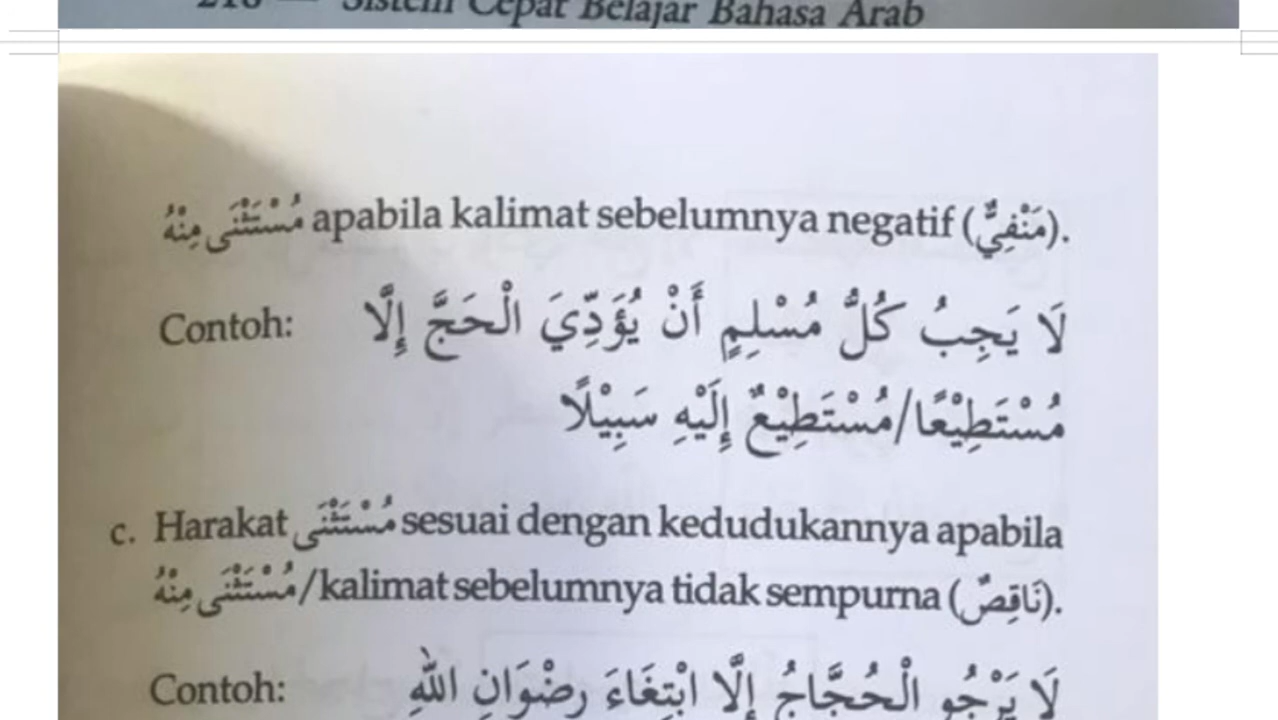 218 — Sistem Cepat Belajar Bahasa Arab
مُسْتَثْنَى مِنْهُ apabila kalimat sebelumnya negatif (مَنْفِيٌّ).
Contoh: لَا يَجِبُ كُلُّ مُسْلِمٍ أَنْ يُؤَدِّيَ الْحَجَّ إِلَّا
مُسْتَطِيْعًا/مُسْتَطِيْعٌ إِلَيْهِ سَبِيْلًا
c. Harakat مُسْتَثْنَى sesuai dengan kedudukannya apabila
مُسْتَثْنَى مِنْهُ/kalimat sebelumnya tidak sempurna (نَاقِصٌ).
Contoh: لَا يَرْجُو الْحُجَّاجُ إِلَّا ابْتِغَاءَ رِضْوَانِ اللهِ